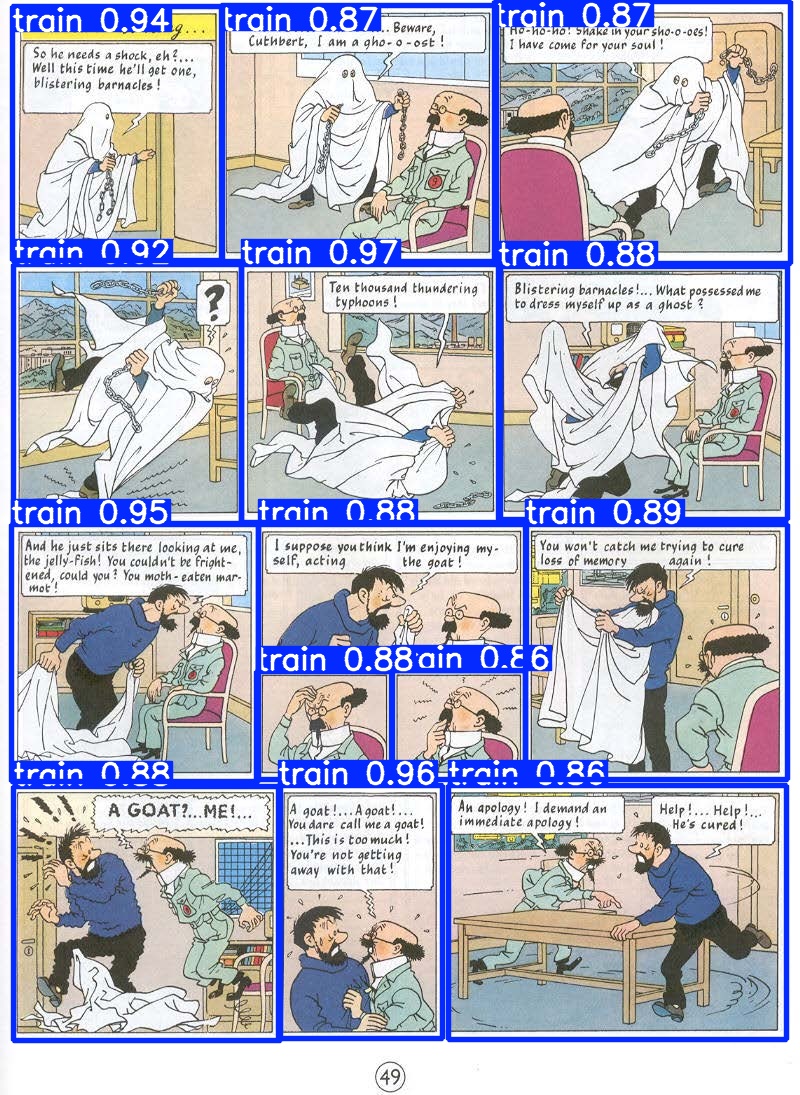 train 0.94
train 0.87
train 0.87
So he needs a shock, eh?...
Well this time he'll get one,
blistering barnacles!
... Beware,
Cuthbert, I am a gho-o-ost!
Ho-ho-ho! Shake in your sho-o-oes!
I have come for your soul!
train 0.92
train 0.97
train 0.88
?
Ten thousand thundering
typhoons!
Blistering barnacles!... What possessed me
to dress myself up as a ghost?
train 0.95
train 0.88
train 0.89
And he just sits there looking at me,
the jelly-fish! You couldn't be fright-
ened, could you? You moth-eaten mar-
mot!
I suppose you think I'm enjoying my-
self, acting the goat!
You won't catch me trying to cure
loss of memory again!
train 0.88
ain 0.86
train 0.88
train 0.96
train 0.86
A GOAT?...ME!...
A goat!... A goat!...
You dare call me a goat!
...This is too much!
You're not getting
away with that!
An apology! I demand an
immediate apology!
Help!... Help!...
He's cured!
49